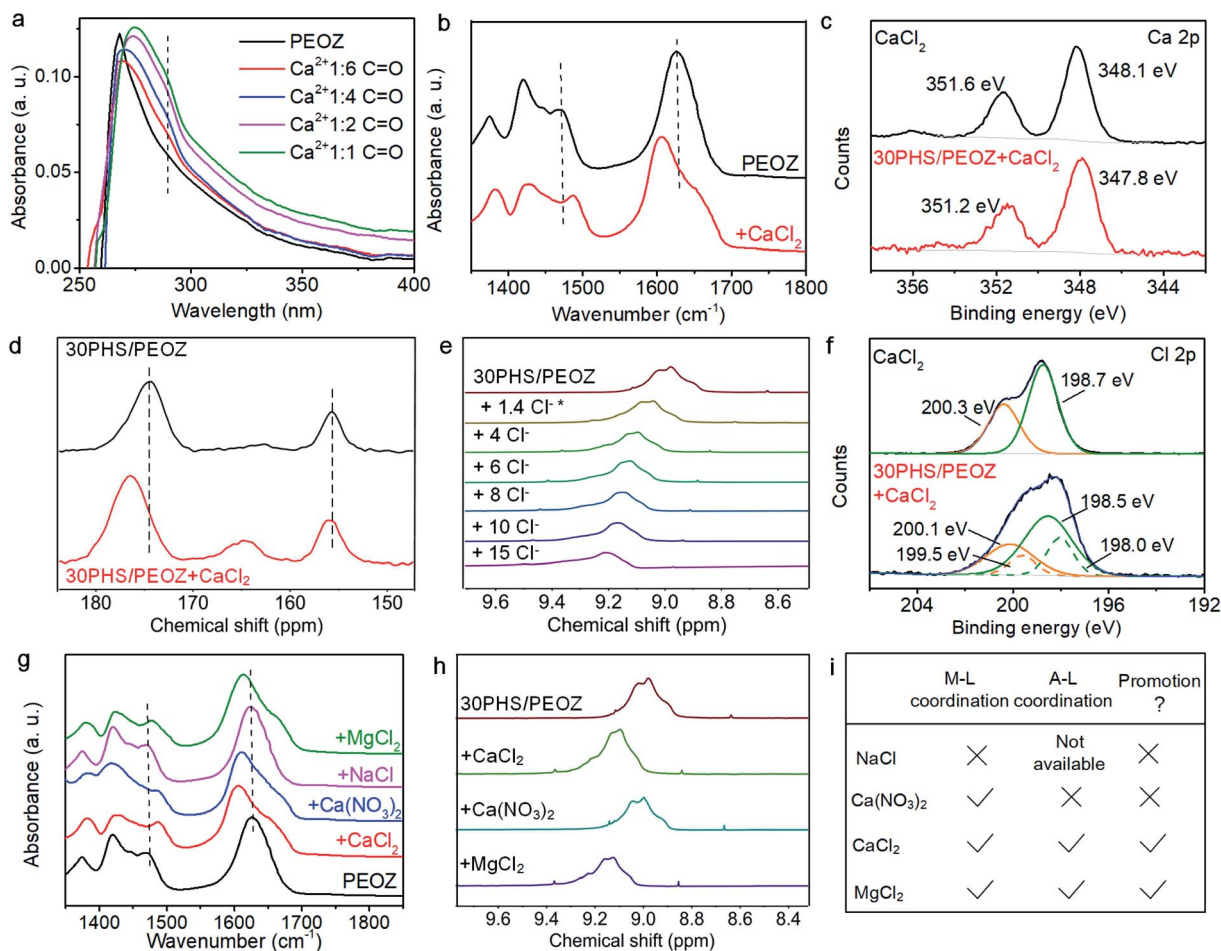 a
PEOZ
Ca²⁺1:6 C=O
Ca²⁺1:4 C=O
Ca²⁺1:2 C=O
Ca²⁺1:1 C=O
0.10
0.05
0.00
250
300
350
400
Absorbance (a. u.)
Wavelength (nm)
b
PEOZ
+CaCl₂
1400
1500
1600
1700
1800
Absorbance (a. u.)
Wavenumber (cm⁻¹)
c
CaCl₂
Ca 2p
351.6 eV
348.1 eV
30PHS/PEOZ+CaCl₂
351.2 eV
347.8 eV
356
352
348
344
Counts
Binding energy (eV)
d
30PHS/PEOZ
30PHS/PEOZ+CaCl₂
180
170
160
150
Chemical shift (ppm)
e
30PHS/PEOZ
+ 1.4 Cl⁻ *
+ 4 Cl⁻
+ 6 Cl⁻
+ 8 Cl⁻
+ 10 Cl⁻
+ 15 Cl⁻
9.6
9.4
9.2
9.0
8.8
8.6
Chemical shift (ppm)
f
CaCl₂
Cl 2p
200.3 eV
198.7 eV
30PHS/PEOZ
+CaCl₂
200.1 eV
199.5 eV
198.5 eV
198.0 eV
204
200
196
192
Counts
Binding energy (eV)
g
+MgCl₂
+NaCl
+Ca(NO₃)₂
+CaCl₂
PEOZ
1400
1500
1600
1700
1800
Absorbance (a. u.)
Wavenumber (cm⁻¹)
h
30PHS/PEOZ
+CaCl₂
+Ca(NO₃)₂
+MgCl₂
9.6
9.4
9.2
9.0
8.8
8.6
8.4
Chemical shift (ppm)
i
M-L coordination A-L coordination Promotion ?
NaCl Not available
Ca(NO₃)₂
CaCl₂
MgCl₂